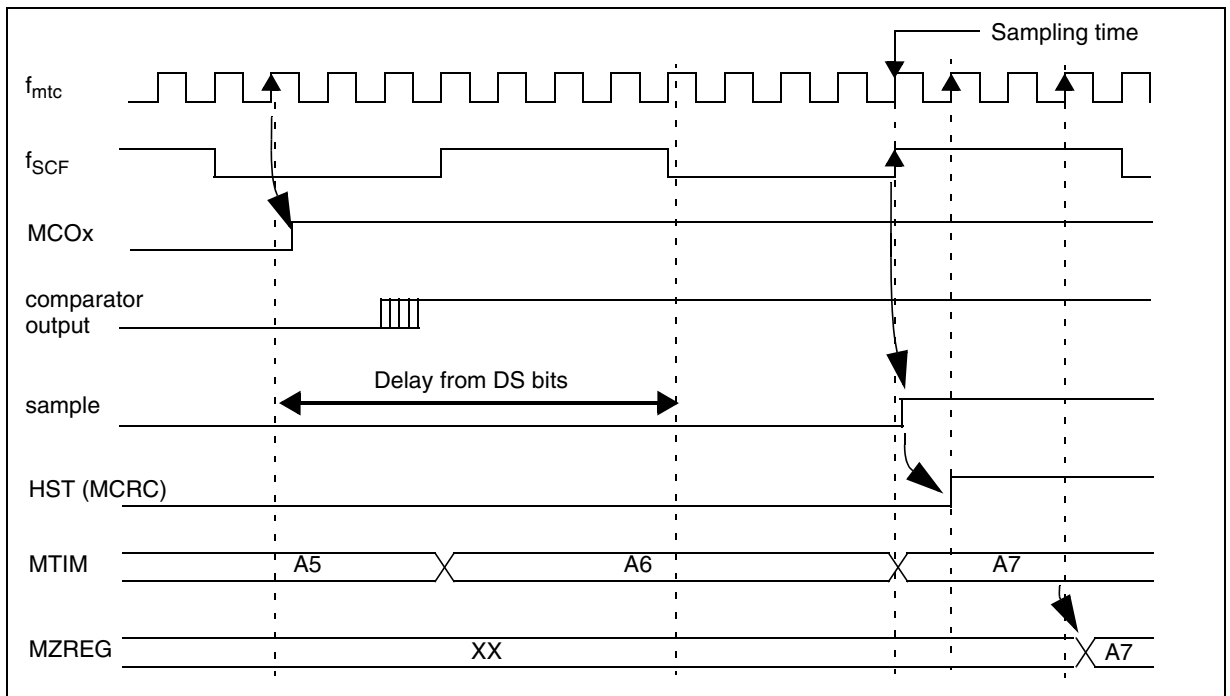 Sampling time
fmtc
fSCF
MCOx
comparator
output
Delay from DS bits
sample
HST (MCRC)
MTIM A5 A6 A7
MZREG XX A7